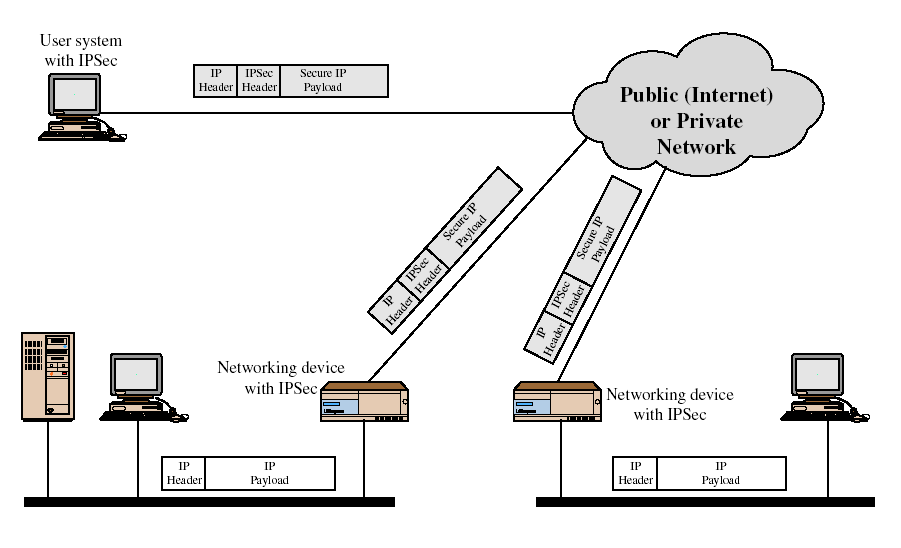 User system
with IPSec
IP
Header
IPSec
Header
Secure IP
Payload
Public (Internet)
or Private
Network
IP
Header
IPSec
Header
Secure IP
Payload
IP
Header
IPSec
Header
Secure IP
Payload
Networking device
with IPSec
Networking device
with IPSec
IP
Header
IP
Payload
IP
Header
IP
Payload